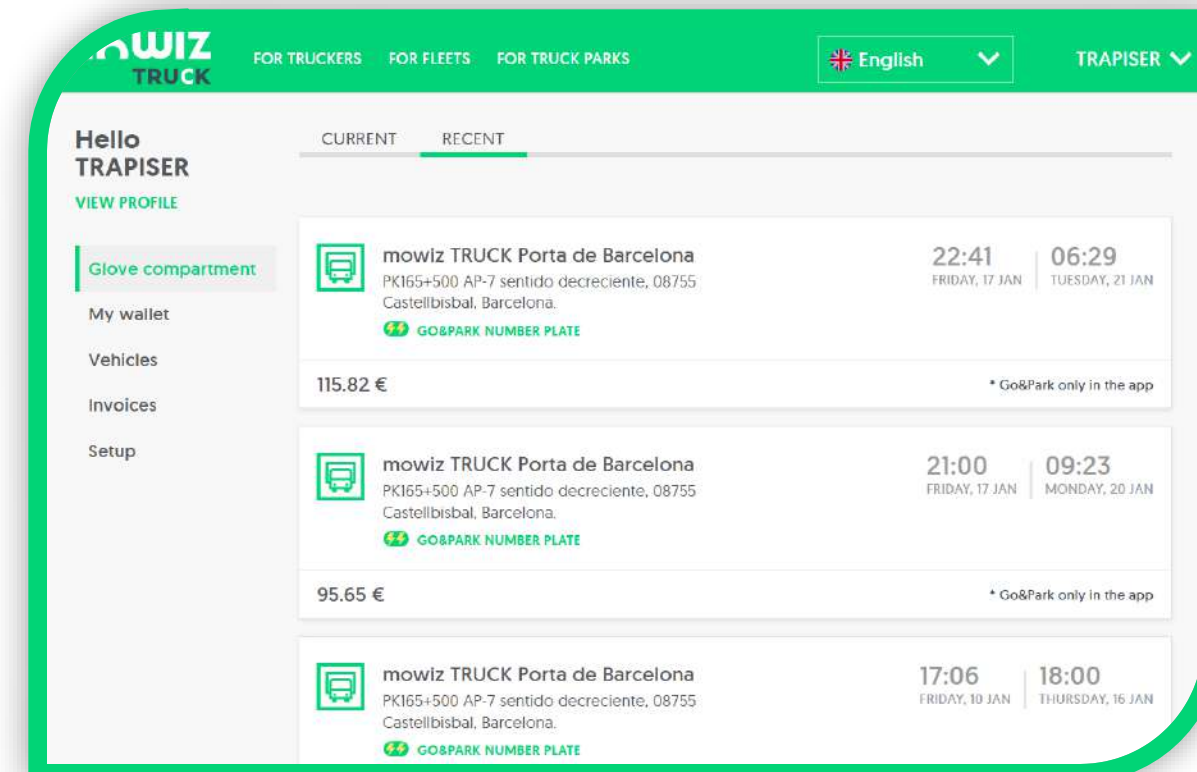 WIZ
TRUCK
FOR TRUCKERS FOR FLEETS FOR TRUCK PARKS
English
TRAPISER
Hello
TRAPISER
VIEW PROFILE
Glove compartment
My wallet
Vehicles
Invoices
Setup
CURRENT RECENT
mowiz TRUCK Porta de Barcelona
PK165+500 AP-7 sentido decreciente, 08755
Castellbisbal, Barcelona.
GO&PARK NUMBER PLATE
22:41 06:29
FRIDAY, 17 JAN TUESDAY, 21 JAN
115.82 €
* Go&Park only in the app
mowiz TRUCK Porta de Barcelona
PK165+500 AP-7 sentido decreciente, 08755
Castellbisbal, Barcelona.
GO&PARK NUMBER PLATE
21:00 09:23
FRIDAY, 17 JAN MONDAY, 20 JAN
95.65 €
* Go&Park only in the app
mowiz TRUCK Porta de Barcelona
PK165+500 AP-7 sentido decreciente, 08755
Castellbisbal, Barcelona.
GO&PARK NUMBER PLATE
17:06 18:00
FRIDAY, 10 JAN THURSDAY, 16 JAN